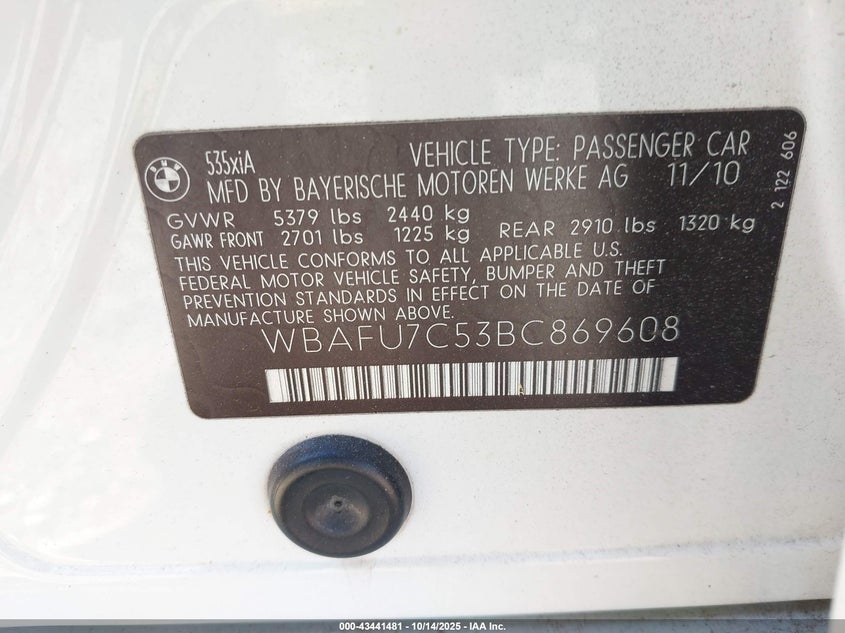 BMW
535xiA VEHICLE TYPE: PASSENGER CAR
MFD BY BAYERISCHE MOTOREN WERKE AG 11/10
GVWR 5379 lbs 2440 kg
GAWR FRONT 2701 lbs 1225 kg REAR 2910 lbs 1320 kg
THIS VEHICLE CONFORMS TO ALL APPLICABLE U.S.
FEDERAL MOTOR VEHICLE SAFETY, BUMPER AND THEFT
PREVENTION STANDARDS IN EFFECT ON THE DATE OF
MANUFACTURE SHOWN ABOVE.
WBAFU7C53BC869608
2 122 606
000-43441481 | 10/14/2025 - IAA Inc.